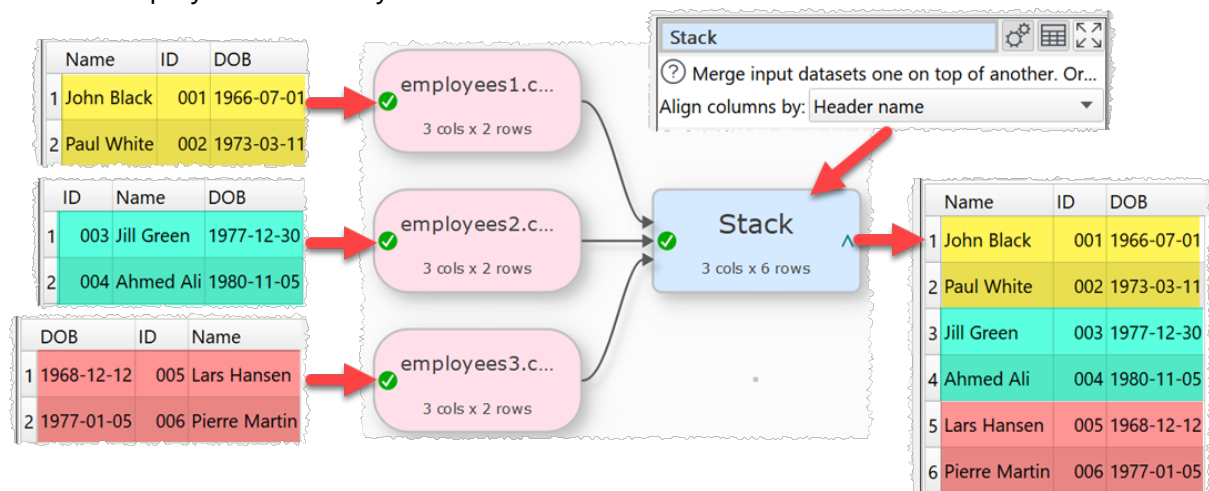 Name ID DOB
1 John Black 001 1966-07-01
2 Paul White 002 1973-03-11
ID Name DOB
1 003 Jill Green 1977-12-30
2 004 Ahmed Ali 1980-11-05
DOB ID Name
1 1968-12-12 005 Lars Hansen
2 1977-01-05 006 Pierre Martin
employees1.c...
3 cols x 2 rows
employees2.c...
3 cols x 2 rows
employees3.c...
3 cols x 2 rows
Stack
Merge input datasets one on top of another. Or...
Align columns by: Header name
Stack
3 cols x 6 rows
Name ID DOB
1 John Black 001 1966-07-01
2 Paul White 002 1973-03-11
3 Jill Green 003 1977-12-30
4 Ahmed Ali 004 1980-11-05
5 Lars Hansen 005 1968-12-12
6 Pierre Martin 006 1977-01-05